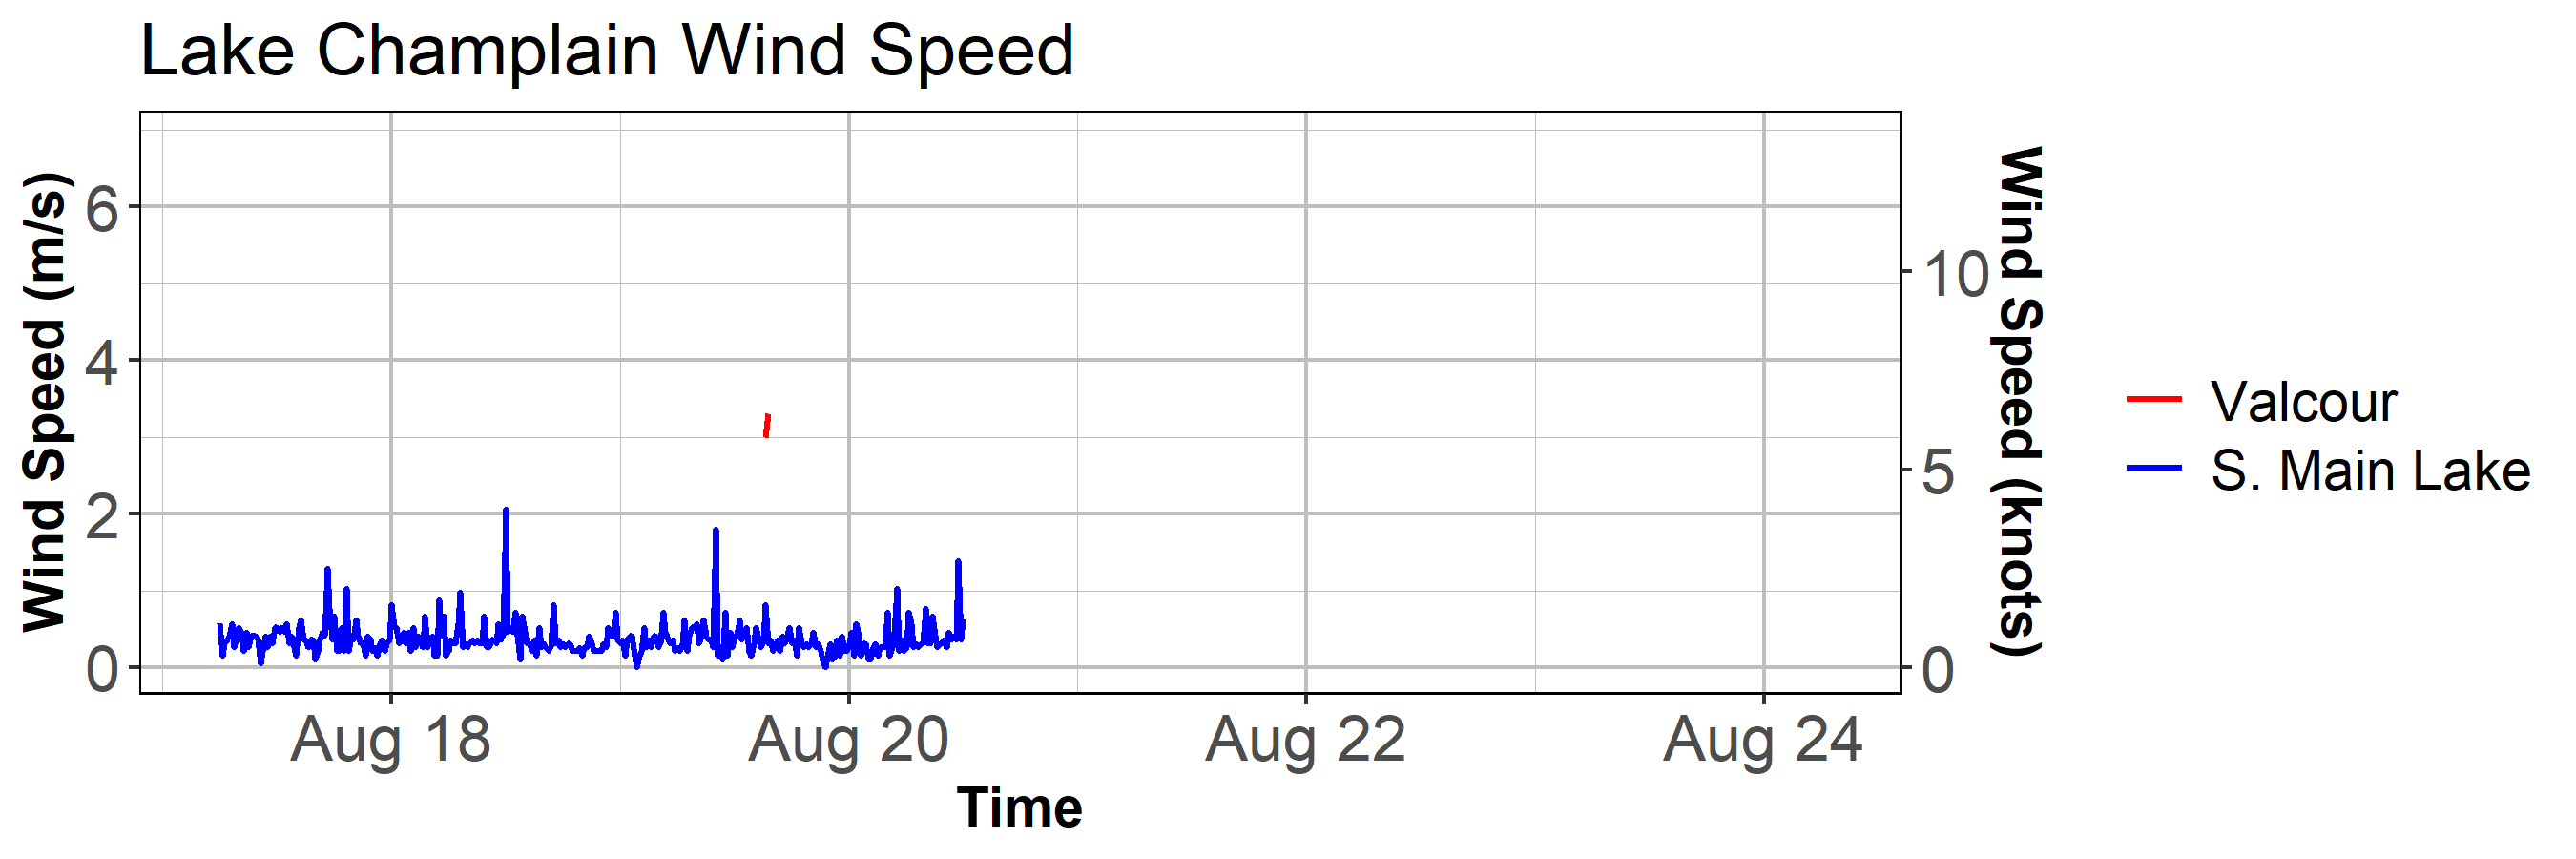 Lake Champlain Wind Speed
Wind Speed (m/s)
6
4
2
0
10
5
0
Wind Speed (knots)
Aug 18
Aug 20
Aug 22
Aug 24
Time
Valcour
S. Main Lake